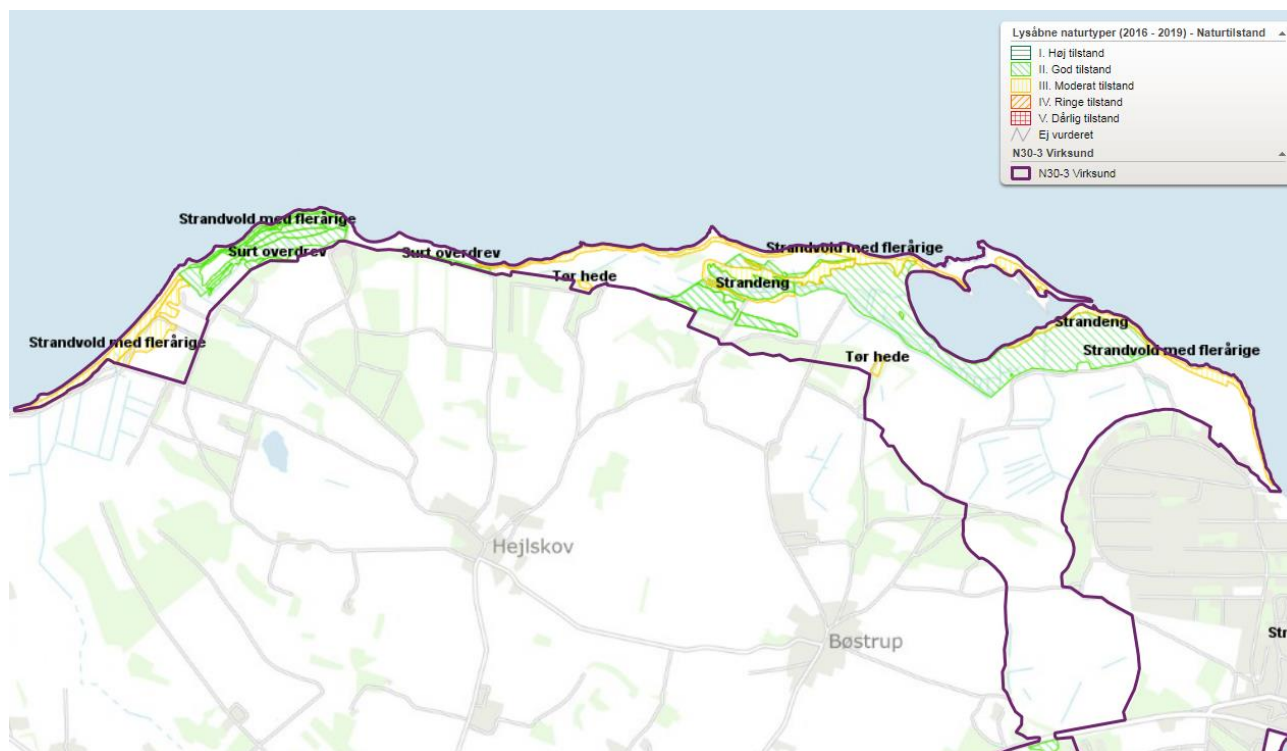 Lysåbne naturtyper (2016 - 2019) - Naturtilstand
I. Høj tilstand
II. God tilstand
III. Moderat tilstand
IV. Ringe tilstand
V. Dårlig tilstand
Ej vurderet
N30-3 Virksund
N30-3 Virksund
Strandvold med flerårige
Surt overdrev
Surt overdrev
Strandvold med flerårige
Tør hede
Strandeng
Strandeng
Strandvold med flerårige
Strandvold med flerårige
Tør hede
Hejlskov
Bøstrup
Str